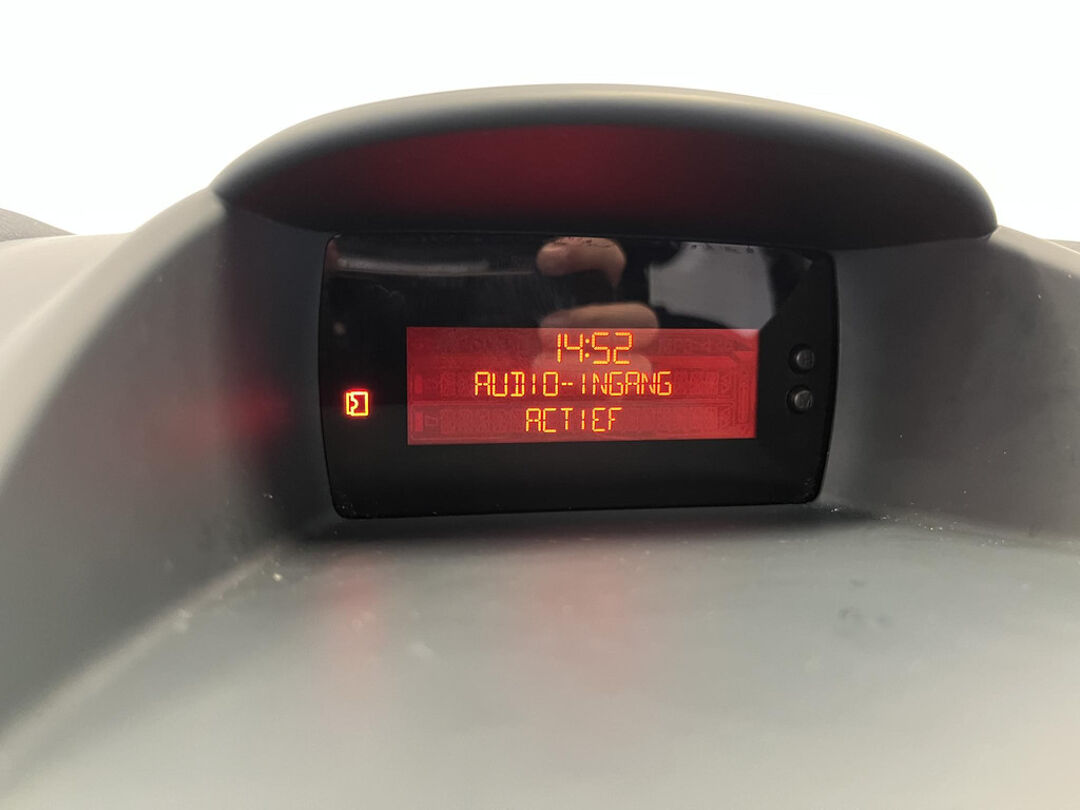 14:52
AUDIO-INGANG
ACTIEF